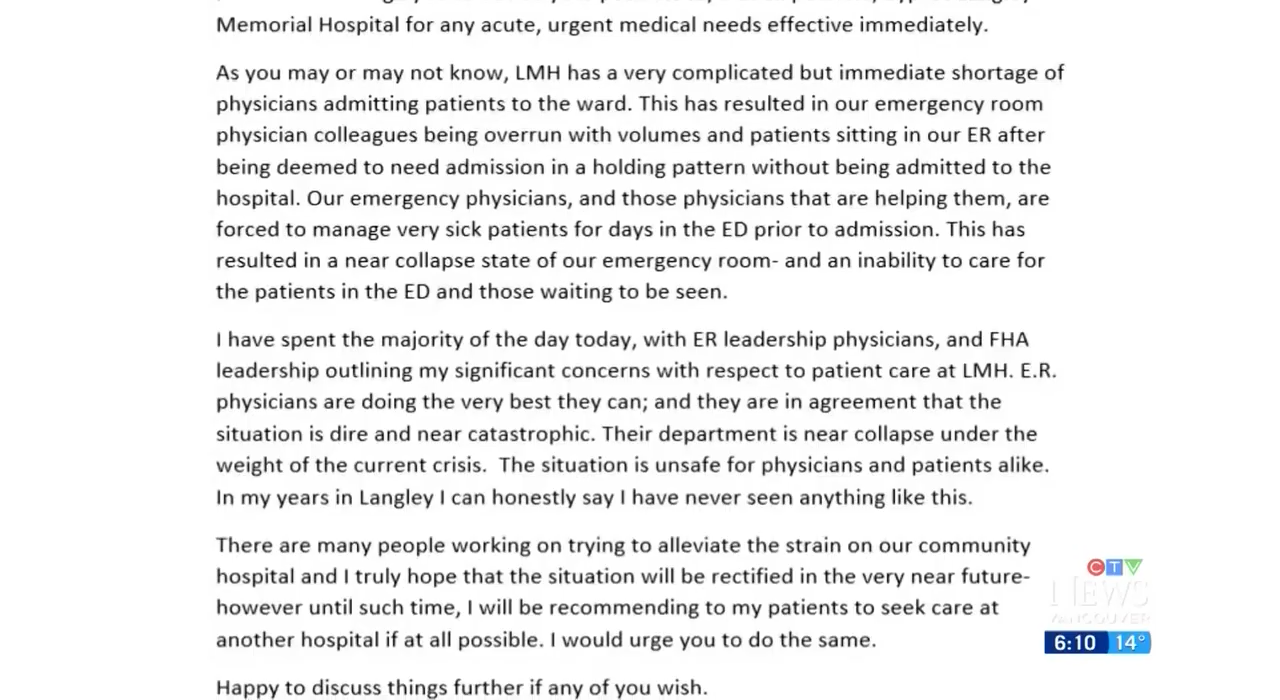 Memorial Hospital for any acute, urgent medical needs effective immediately.
As you may or may not know, LMH has a very complicated but immediate shortage of
physicians admitting patients to the ward. This has resulted in our emergency room
physician colleagues being overrun with volumes and patients sitting in our ER after
being deemed to need admission in a holding pattern without being admitted to the
hospital. Our emergency physicians, and those physicians that are helping them, are
forced to manage very sick patients for days in the ED prior to admission. This has
resulted in a near collapse state of our emergency room- and an inability to care for
the patients in the ED and those waiting to be seen.
I have spent the majority of the day today, with ER leadership physicians, and FHA
leadership outlining my significant concerns with respect to patient care at LMH. E.R.
physicians are doing the very best they can; and they are in agreement that the
situation is dire and near catastrophic. Their department is near collapse under the
weight of the current crisis.  The situation is unsafe for physicians and patients alike.
In my years in Langley I can honestly say I have never seen anything like this.
There are many people working on trying to alleviate the strain on our community
hospital and I truly hope that the situation will be rectified in the very near future-
however until such time, I will be recommending to my patients to seek care at
another hospital if at all possible. I would urge you to do the same.
Happy to discuss things further if any of you wish.
CTV
NEWS
VANCOUVER
6:10 14°